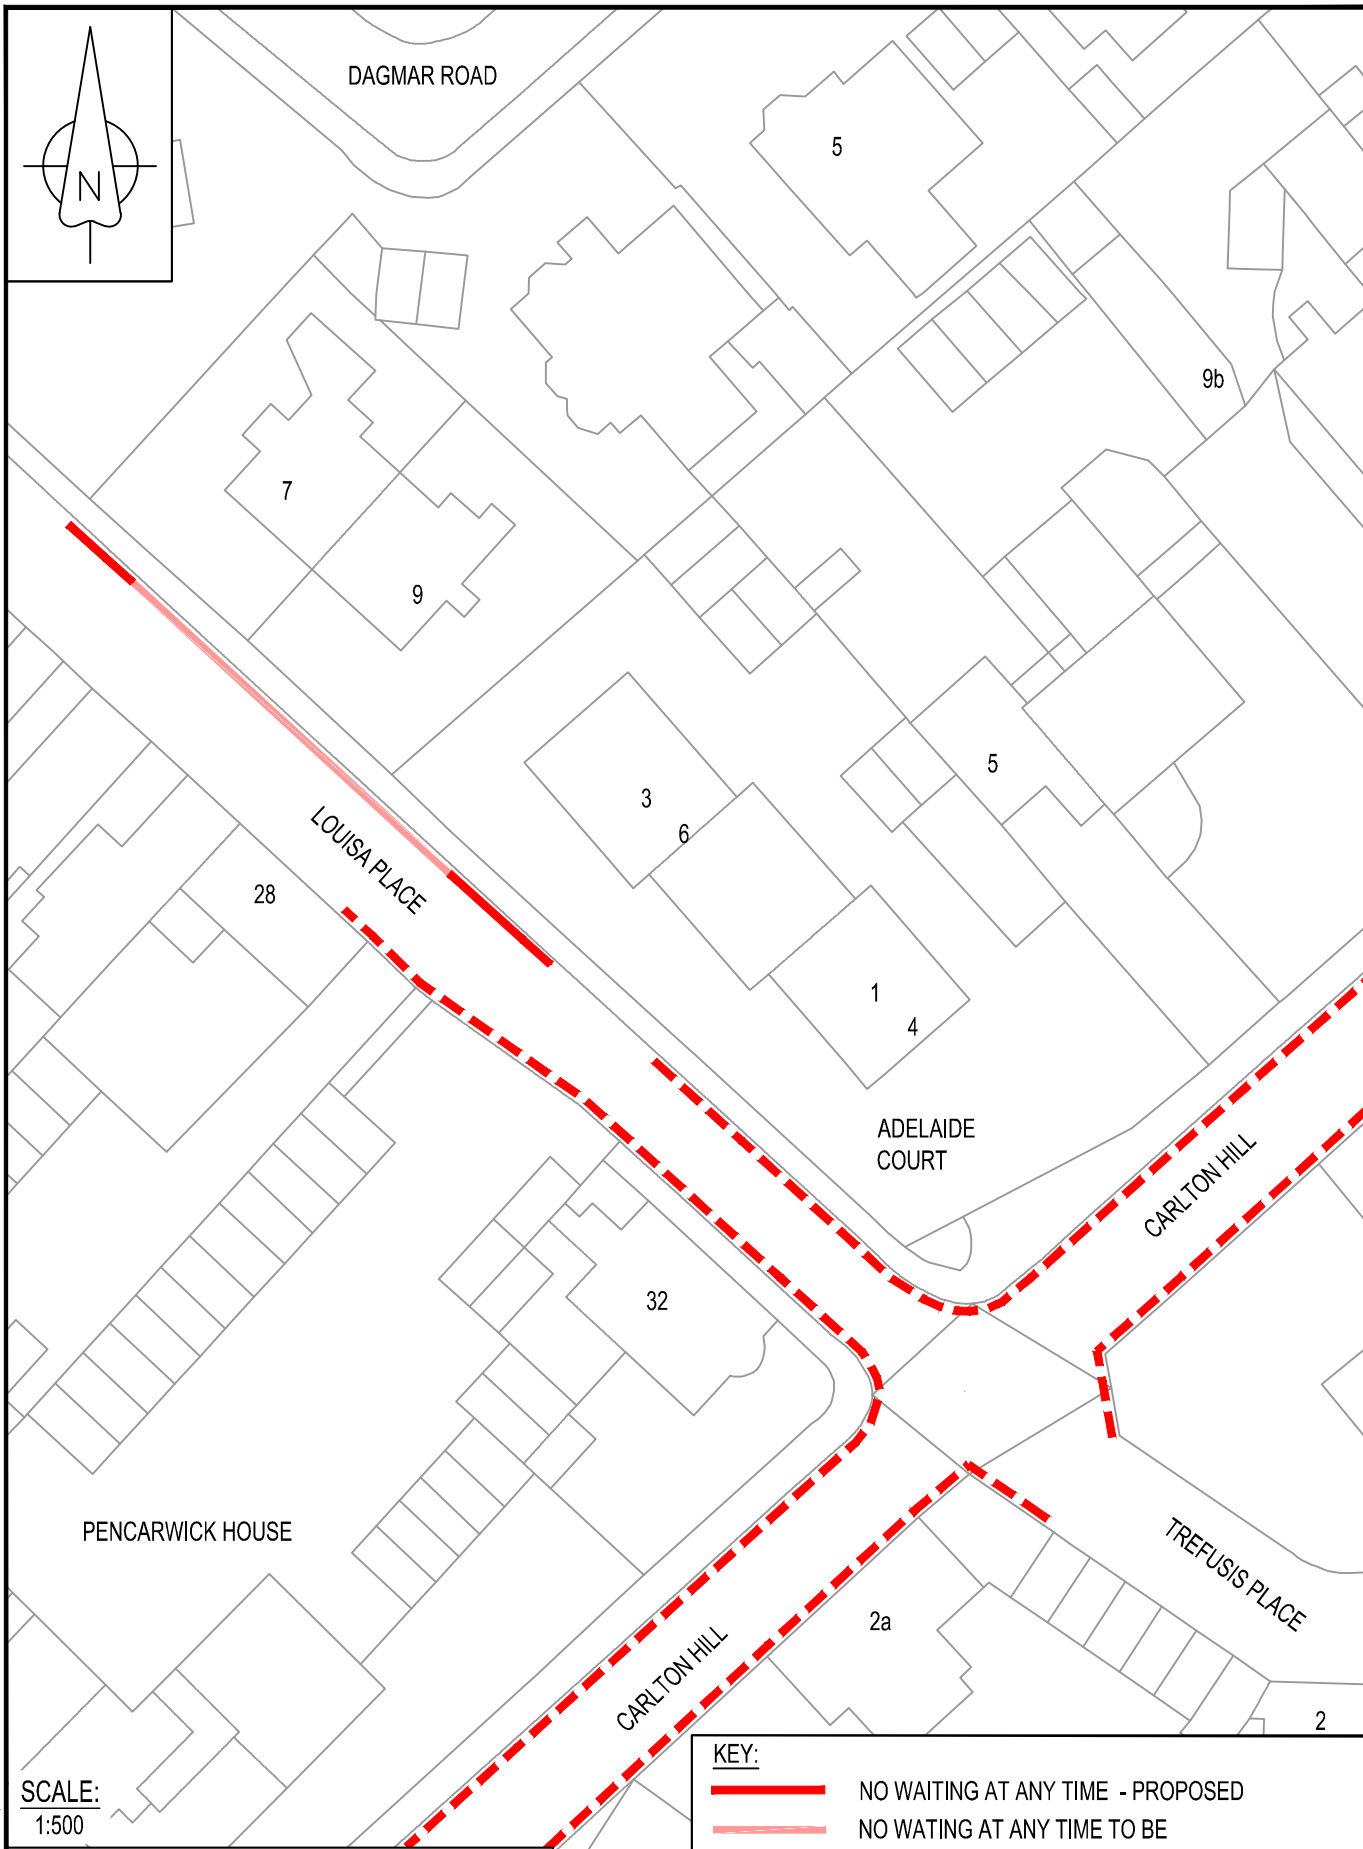 N
DAGMAR ROAD
5
9b
7
9
3
6
5
LOUISA PLACE
28
1
4
ADELAIDE
COURT
CARLTON HILL
32
PENCARWICK HOUSE
TREFUSIS PLACE
2a
CARLTON HILL
2
SCALE:
1:500
KEY:
NO WAITING AT ANY TIME - PROPOSED
NO WATING AT ANY TIME TO BE